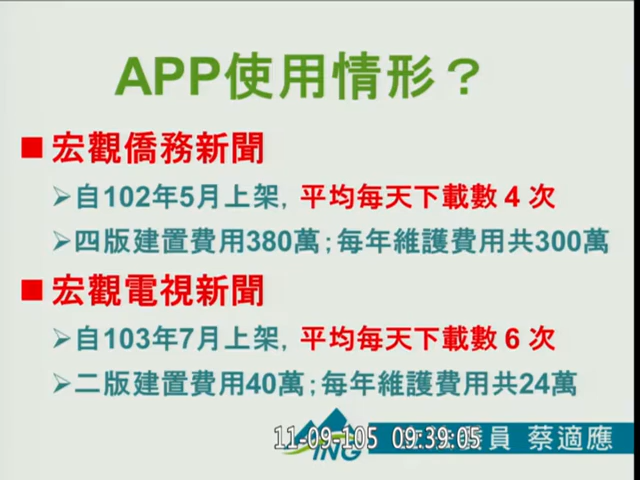 APP使用情形？
宏觀僑務新聞
自102年5月上架，平均每天下載數 4 次
四版建置費用380萬；每年維護費用共300萬
宏觀電視新聞
自103年7月上架，平均每天下載數 6 次
二版建置費用40萬；每年維護費用共24萬
11-09-105 09:39:05
ING
員 蔡適應